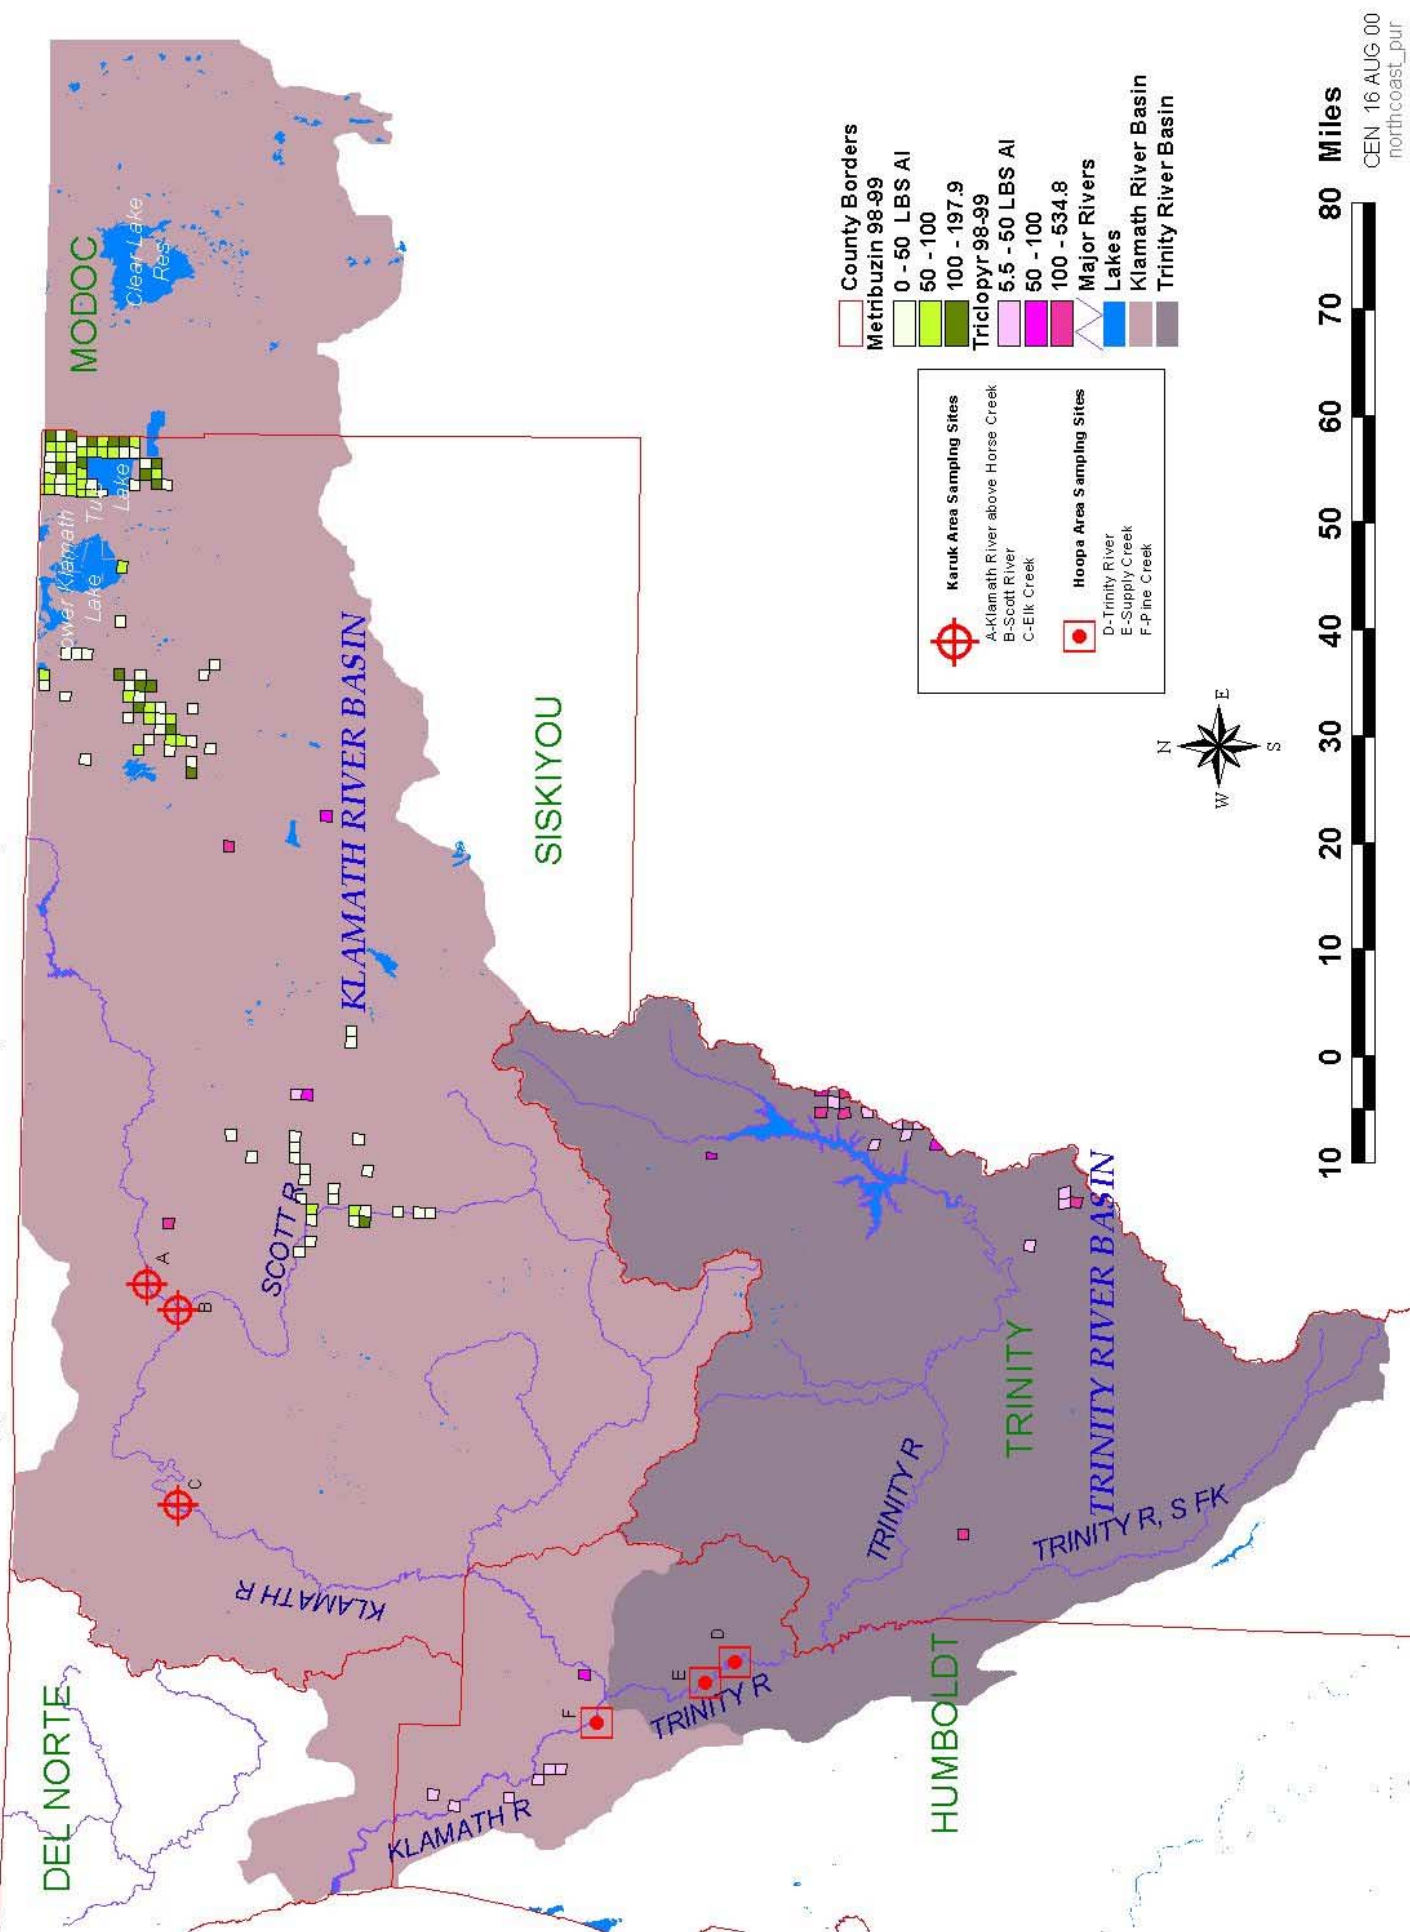 DEL NORTE
MODOC
Lower Klamath
Lake
Tule
Lake
Clear Lake
Res
KLAMATH RIVER BASIN
SISKIYOU
SCOTT R
A
B
C
KLAMATH R
KLAMATH R
F
E
D
TRINITY R
TRINITY R
TRINITY
TRINITY RIVER BASIN
TRINITY R, S FK
HUMBOLDT
County Borders
Metribuzin 98-99
0 - 50 LBS AI
50 - 100
100 - 197.9
Triclopyr 98-99
5.5 - 50 LBS AI
50 - 100
100 - 534.8
Major Rivers
Lakes
Klamath River Basin
Trinity River Basin
Karuk Area Sampling Sites
A-Klamath River above Horse Creek
B-Scott River
C-Elk Creek
Hoopa Area Sampling Sites
D-Trinity River
E-Supply Creek
F-Pine Creek
N
W E
S
10 0 10 20 30 40 50 60 70 80 Miles
CEN 16 AUG 00
northcoast_pur